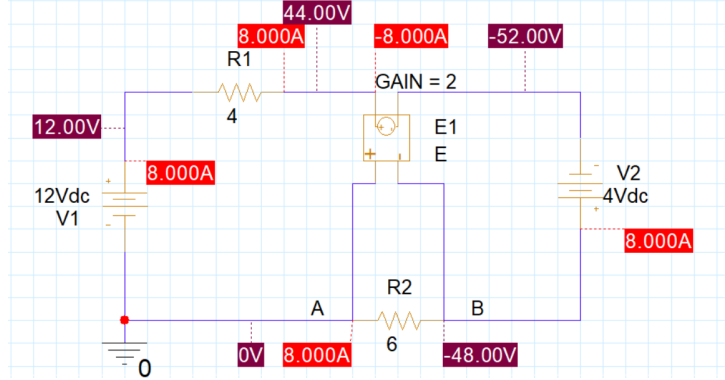 44.00V
8.000A
-8.000A
-52.00V
R1
GAIN = 2
4
12.00V
E1
+
-
E
8.000A
+
12Vdc
V1
-
-
V2
4Vdc
+
8.000A
A
R2
B
6
0V
8.000A
-48.00V
0